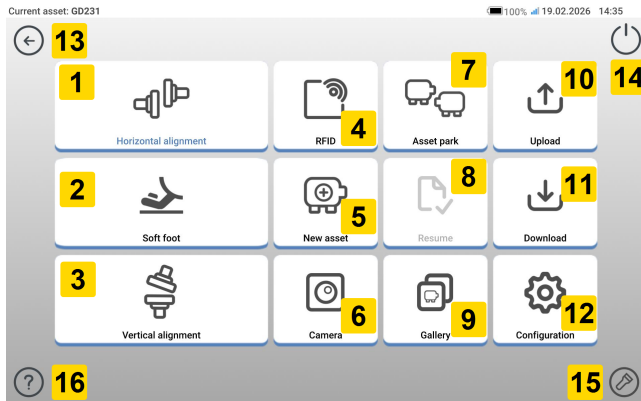 Current asset: GD231
100% 19.02.2026 14:35
13
14
1
Horizontal alignment
4
RFID
7
Asset park
10
Upload
2
Soft foot
5
New asset
8
Resume
11
Download
3
Vertical alignment
6
Camera
9
Gallery
12
Configuration
?
16
15